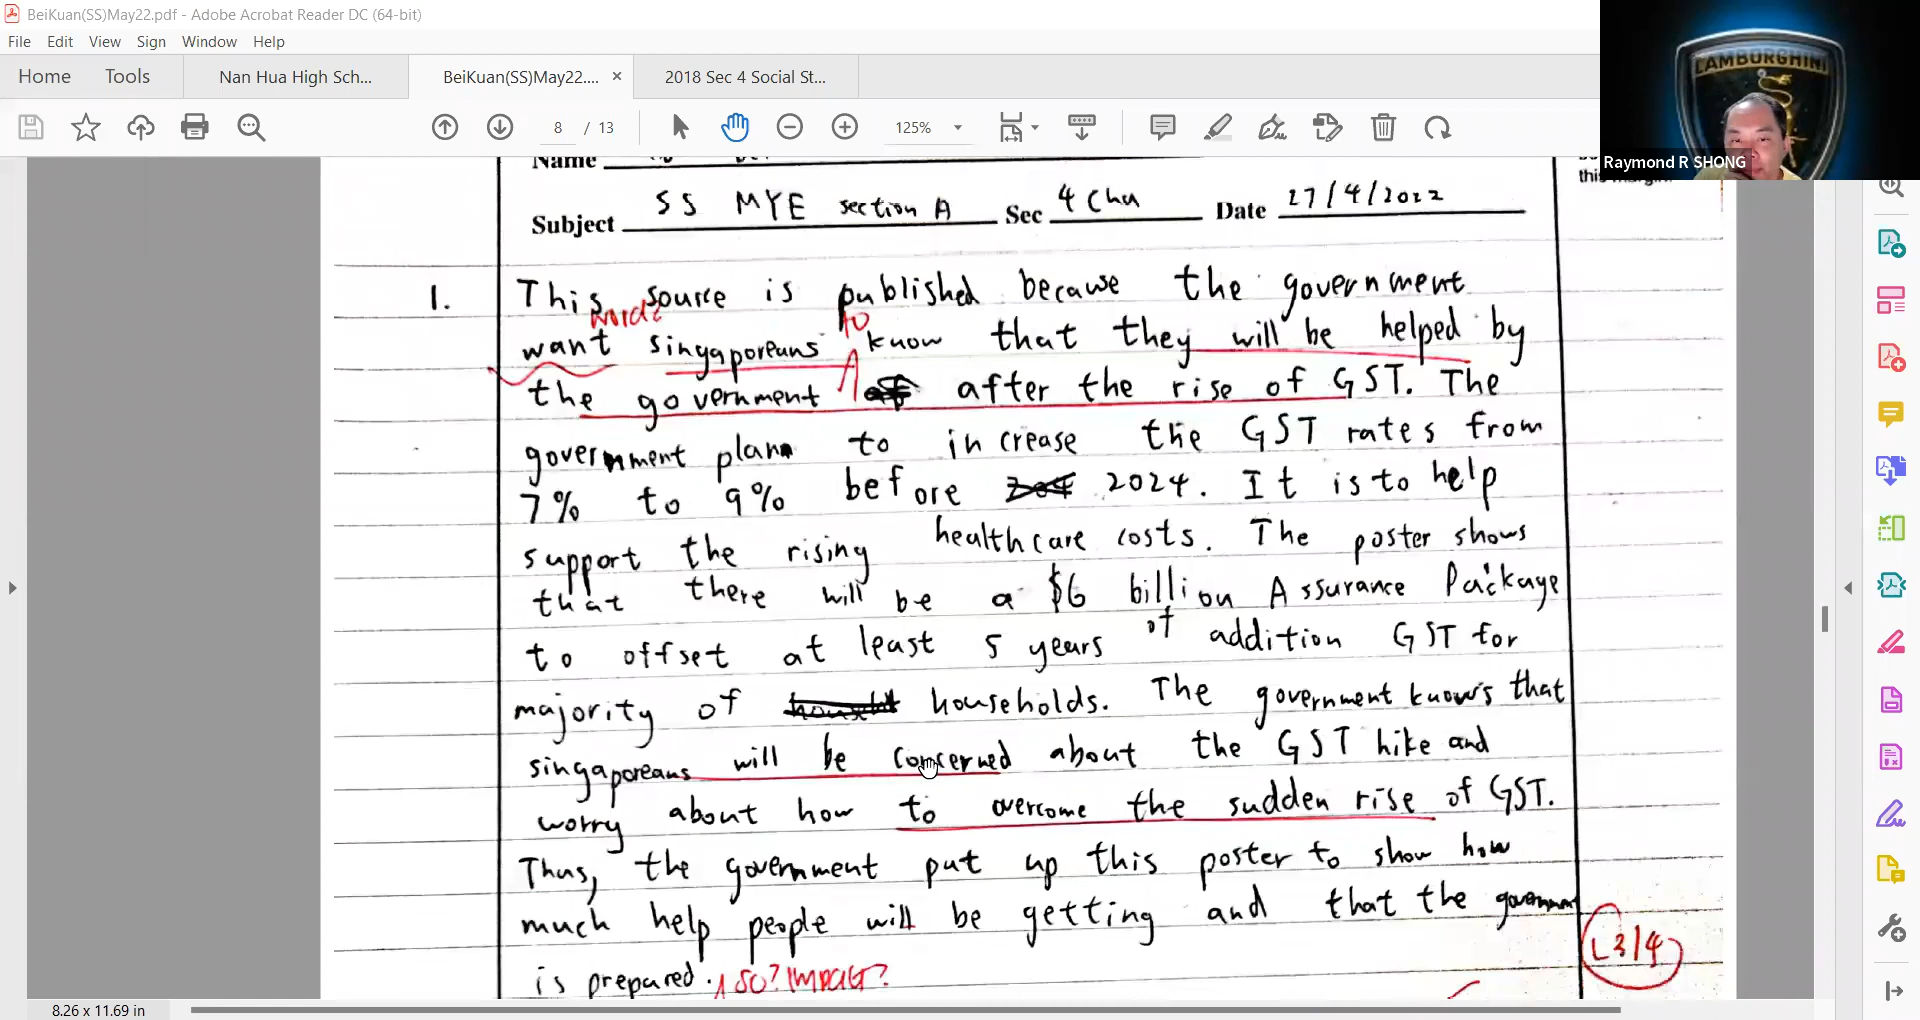 BeiKuan(SS)May22.pdf - Adobe Acrobat Reader DC (64-bit)
File Edit View Sign Window Help
Home Tools Nan Hua High Sch... BeiKuan(SS)May22.... × 2018 Sec 4 Social St...
8 / 13 125%
LAMBORGHINI
Raymond R SHONG
Name
this margin.
Subject SS MYE section A Sec 4 Chu Date 27/4/2022
1. This source is published because the government
word? to
want singaporeans know that they will be helped by
the government after the rise of GST. The
government plan to increase the GST rates from
7% to 9% before 2024. It is to help
support the rising healthcare costs. The poster shows
that there will be a $6 billion Assurance Package
to offset at least 5 years of addition GST for
majority of households. The government knows that
singaporeans will be concerned about the GST hike and
worry about how to overcome the sudden rise of GST.
Thus, the government put up this poster to show how
much help people will be getting and that the government
is prepared. so? impact?
L3/4
8.26 x 11.69 in